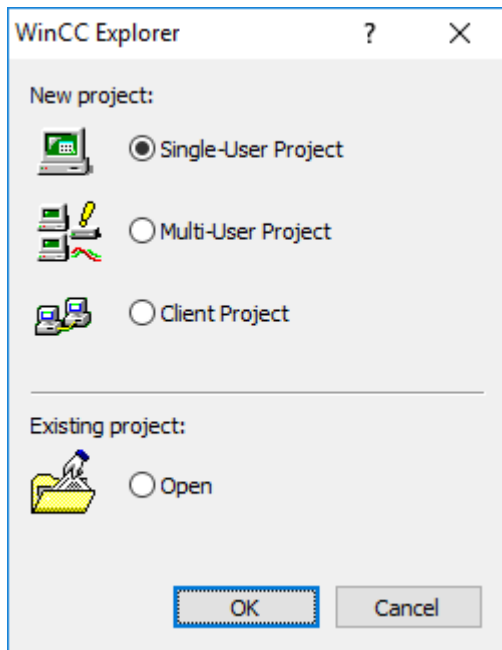 WinCC Explorer
New project:
Single-User Project
Multi-User Project
Client Project
Existing project:
Open
OK
Cancel